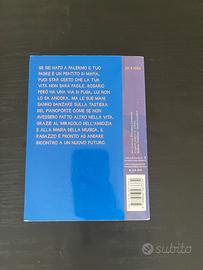 SE SEI NATO A PALERMO E TUO
PADRE È UN PENTITO DI MAFIA,
PUOI STAR CERTO CHE LA TUA
VITA NON SARÀ FACILE. ROSARIO
PERÒ HA UNA VIA DI FUGA, LUI NON
LO SA ANCORA, MA LE SUE MANI
SANNO DANZARE SULLA TASTIERA
DEL PIANOFORTE COME SE NON
AVESSERO FATTO ALTRO NELLA VITA.
GRAZIE AL MIRACOLO DELL'AMICIZIA
E ALLA MAGIA DELLA MUSICA, IL
RAGAZZO È PRONTO AD ANDARE
INCONTRO A UN NUOVO FUTURO.
subito